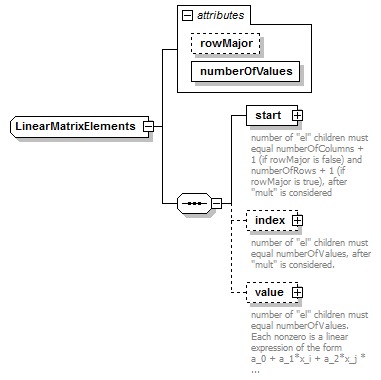 attributes
rowMajor
numberOfValues
LinearMatrixElements
start
number of "el" children must
equal numberOfColumns +
1 (if rowMajor is false) and
numberOfRows + 1 (if
rowMajor is true), after
"mult" is considered
index
number of "el" children must
equal numberOfValues, after
"mult" is considered.
value
number of "el" children must
equal numberOfValues.
Each nonzero is a linear
expression of the form
a_0 + a_1*x_i + a_2*x_j *
...